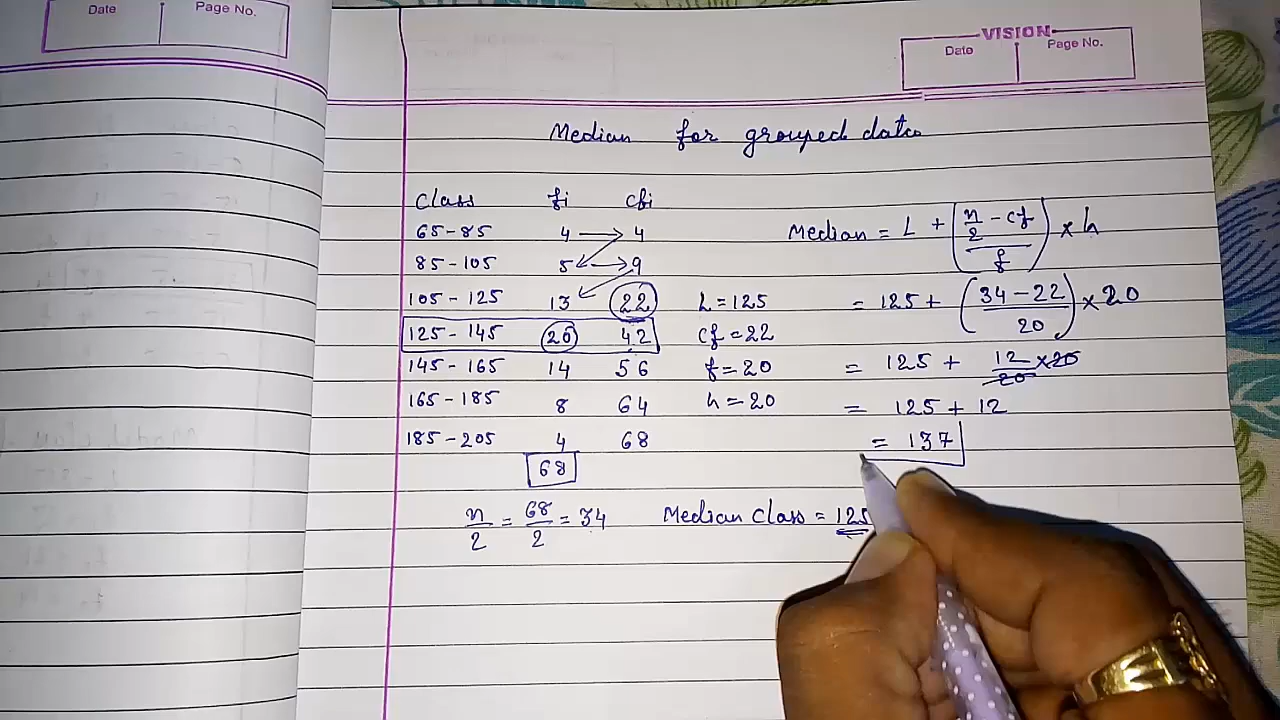 Date Page No.
VISION
Date Page No.
Median for grouped data
Class fi cfi
65-85 4 4
85-105 5 9
105-125 13 22
125-145 20 42
145-165 14 56
165-185 8 64
185-205 4 68
68
n/2 = 68/2 = 34
L = 125
cf = 22
f = 20
h = 20
Median = L + ((n/2 - cf)/f) × h
= 125 + ((34 - 22)/20) × 20
= 125 + 12/20 × 20
= 125 + 12
= 137
Median Class = 125